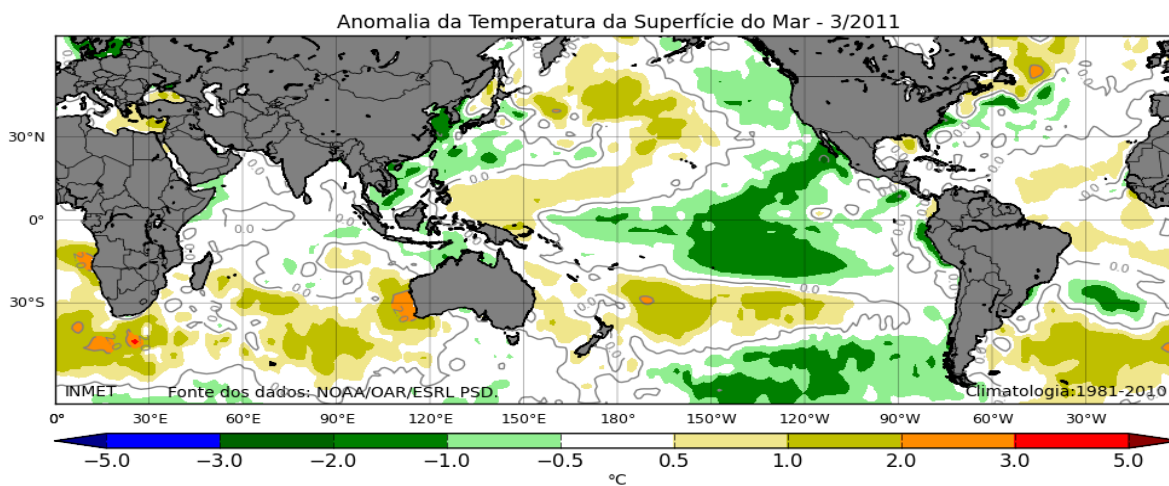 Anomalia da Temperatura da Superfície do Mar - 3/2011
30°N
0°
30°S
INMET Fonte dos dados: NOAA/OAR/ESRL PSD. Climatologia:1981-2010
0° 30°E 60°E 90°E 120°E 150°E 180° 150°W 120°W 90°W 60°W 30°W
−5.0 −3.0 −2.0 −1.0 −0.5 0.5 1.0 2.0 3.0 5.0
°C